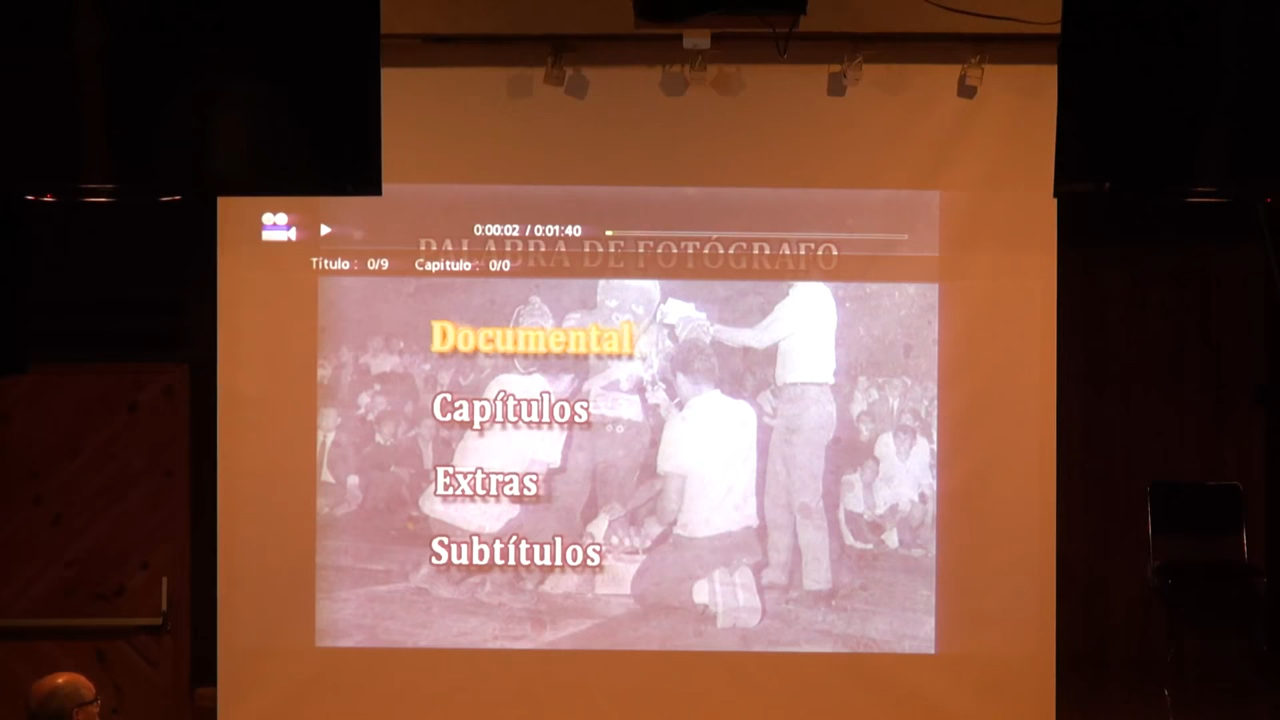 0:00:02 / 0:01:40
PALABRA DE FOTÓGRAFO
Título : 0/9 Capítulo : 0/0
Documental
Capítulos
Extras
Subtítulos